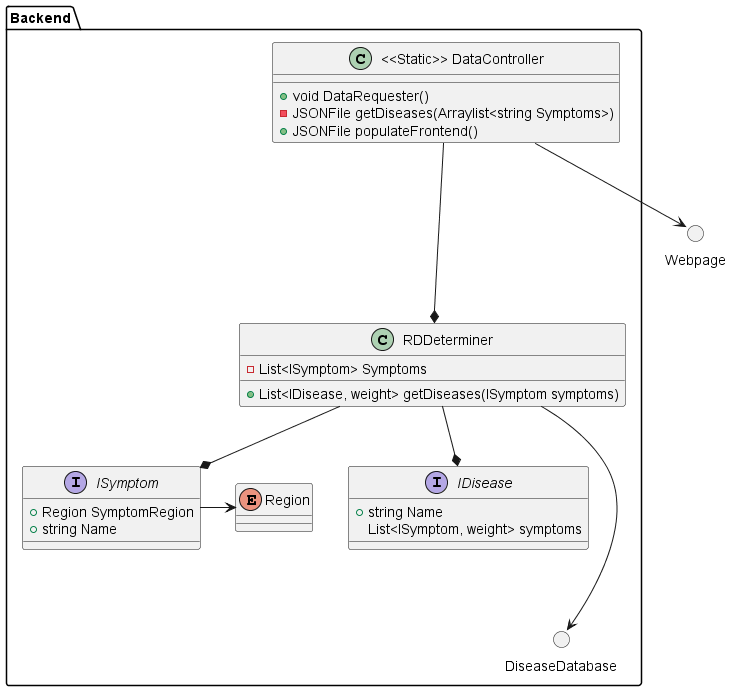 Backend
C <<Static>> DataController
void DataRequester()
JSONFile getDiseases(Arraylist<string Symptoms>)
JSONFile populateFrontend()
Webpage
C RDDeterminer
List<ISymptom> Symptoms
List<IDisease, weight> getDiseases(ISymptom symptoms)
I ISymptom
Region SymptomRegion
string Name
E Region
I IDisease
string Name
List<ISymptom, weight> symptoms
DiseaseDatabase